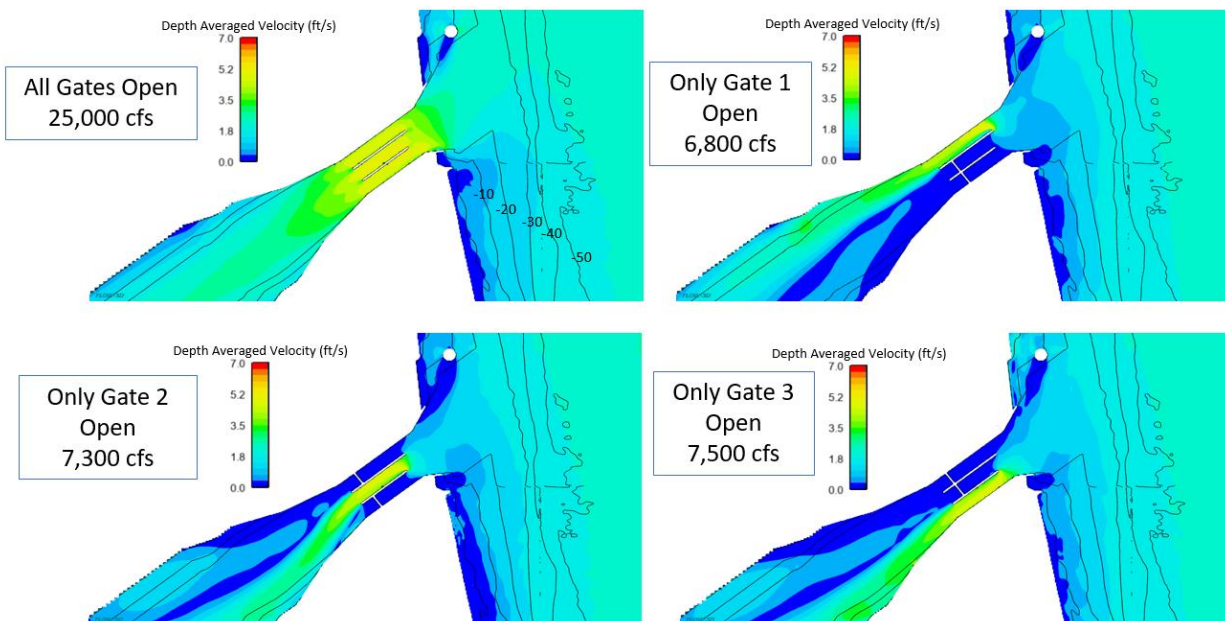 Depth Averaged Velocity (ft/s)
7.0
5.2
3.5
1.8
0.0
All Gates Open
25,000 cfs
-10
-20
-30
-40
-50
Depth Averaged Velocity (ft/s)
7.0
5.2
3.5
1.8
0.0
Only Gate 1
Open
6,800 cfs
Depth Averaged Velocity (ft/s)
7.0
5.2
3.5
1.8
0.0
Only Gate 2
Open
7,300 cfs
Depth Averaged Velocity (ft/s)
7.0
5.2
3.5
1.8
0.0
Only Gate 3
Open
7,500 cfs